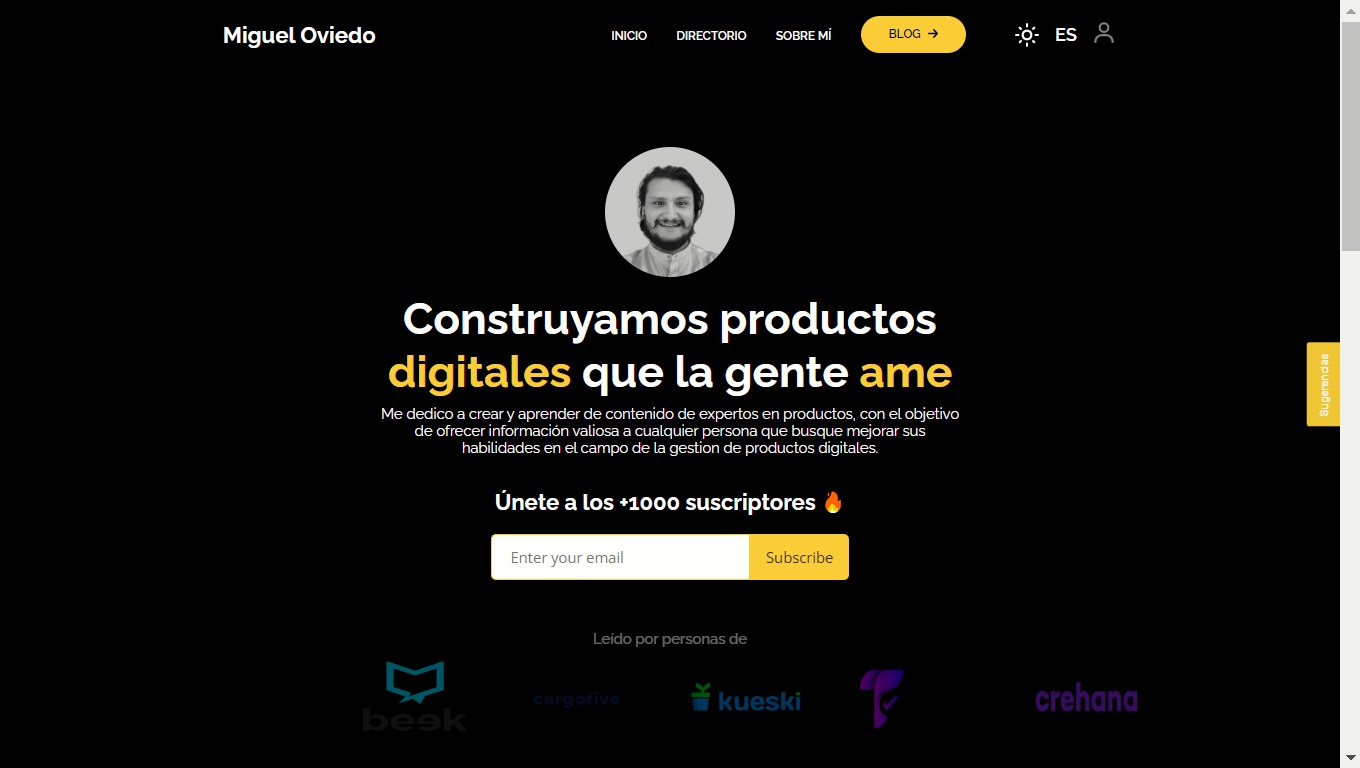 Miguel Oviedo
INICIO
DIRECTORIO
SOBRE MÍ
BLOG →
ES
Construyamos productos
digitales que la gente ame
Me dedico a crear y aprender de contenido de expertos en productos, con el objetivo
de ofrecer información valiosa a cualquier persona que busque mejorar sus
habilidades en el campo de la gestion de productos digitales.
Sugerencias
Únete a los +1000 suscriptores 🔥
Enter your email
Subscribe
Leído por personas de
beek
cargofive
kueski
crehana